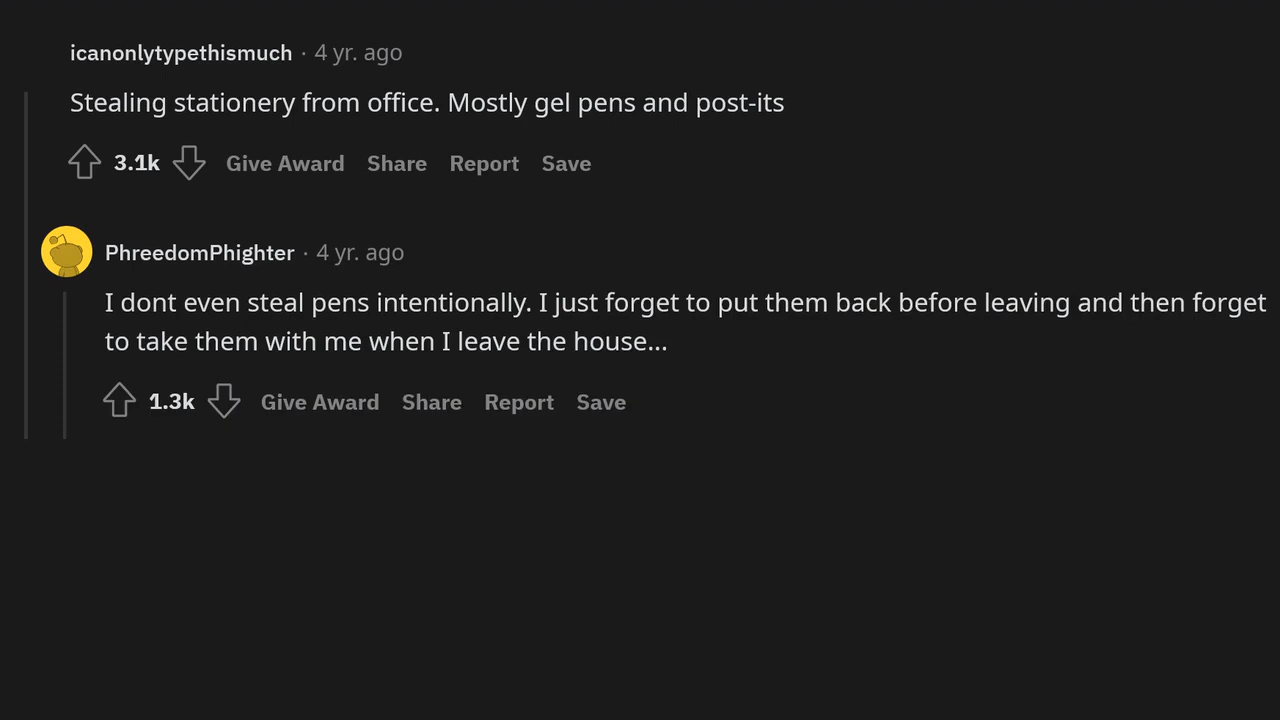 icanonlytypethismuch · 4 yr. ago
Stealing stationery from office. Mostly gel pens and post-its
3.1k Give Award Share Report Save
PhreedomPhighter · 4 yr. ago
I dont even steal pens intentionally. I just forget to put them back before leaving and then forget
to take them with me when I leave the house...
1.3k Give Award Share Report Save